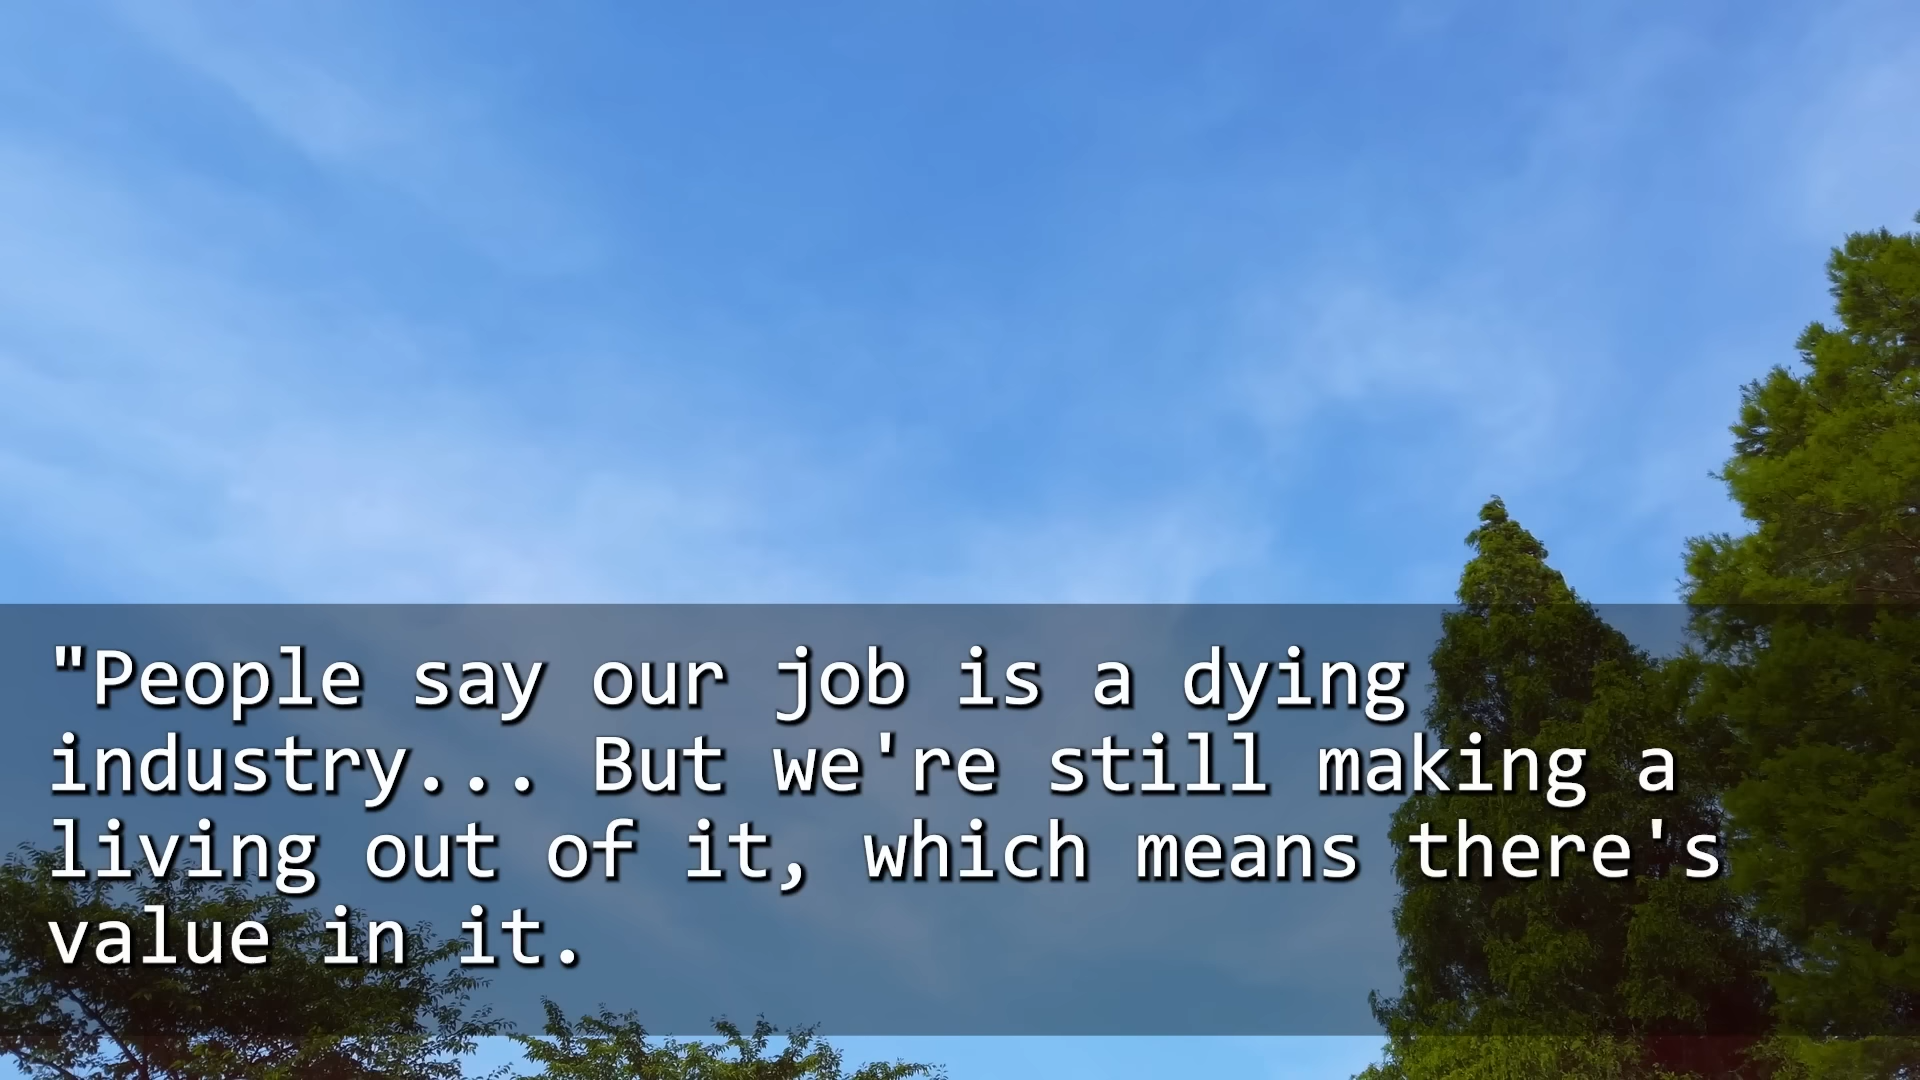 "People say our job is a dying
industry... But we're still making a
living out of it, which means there's
value in it.